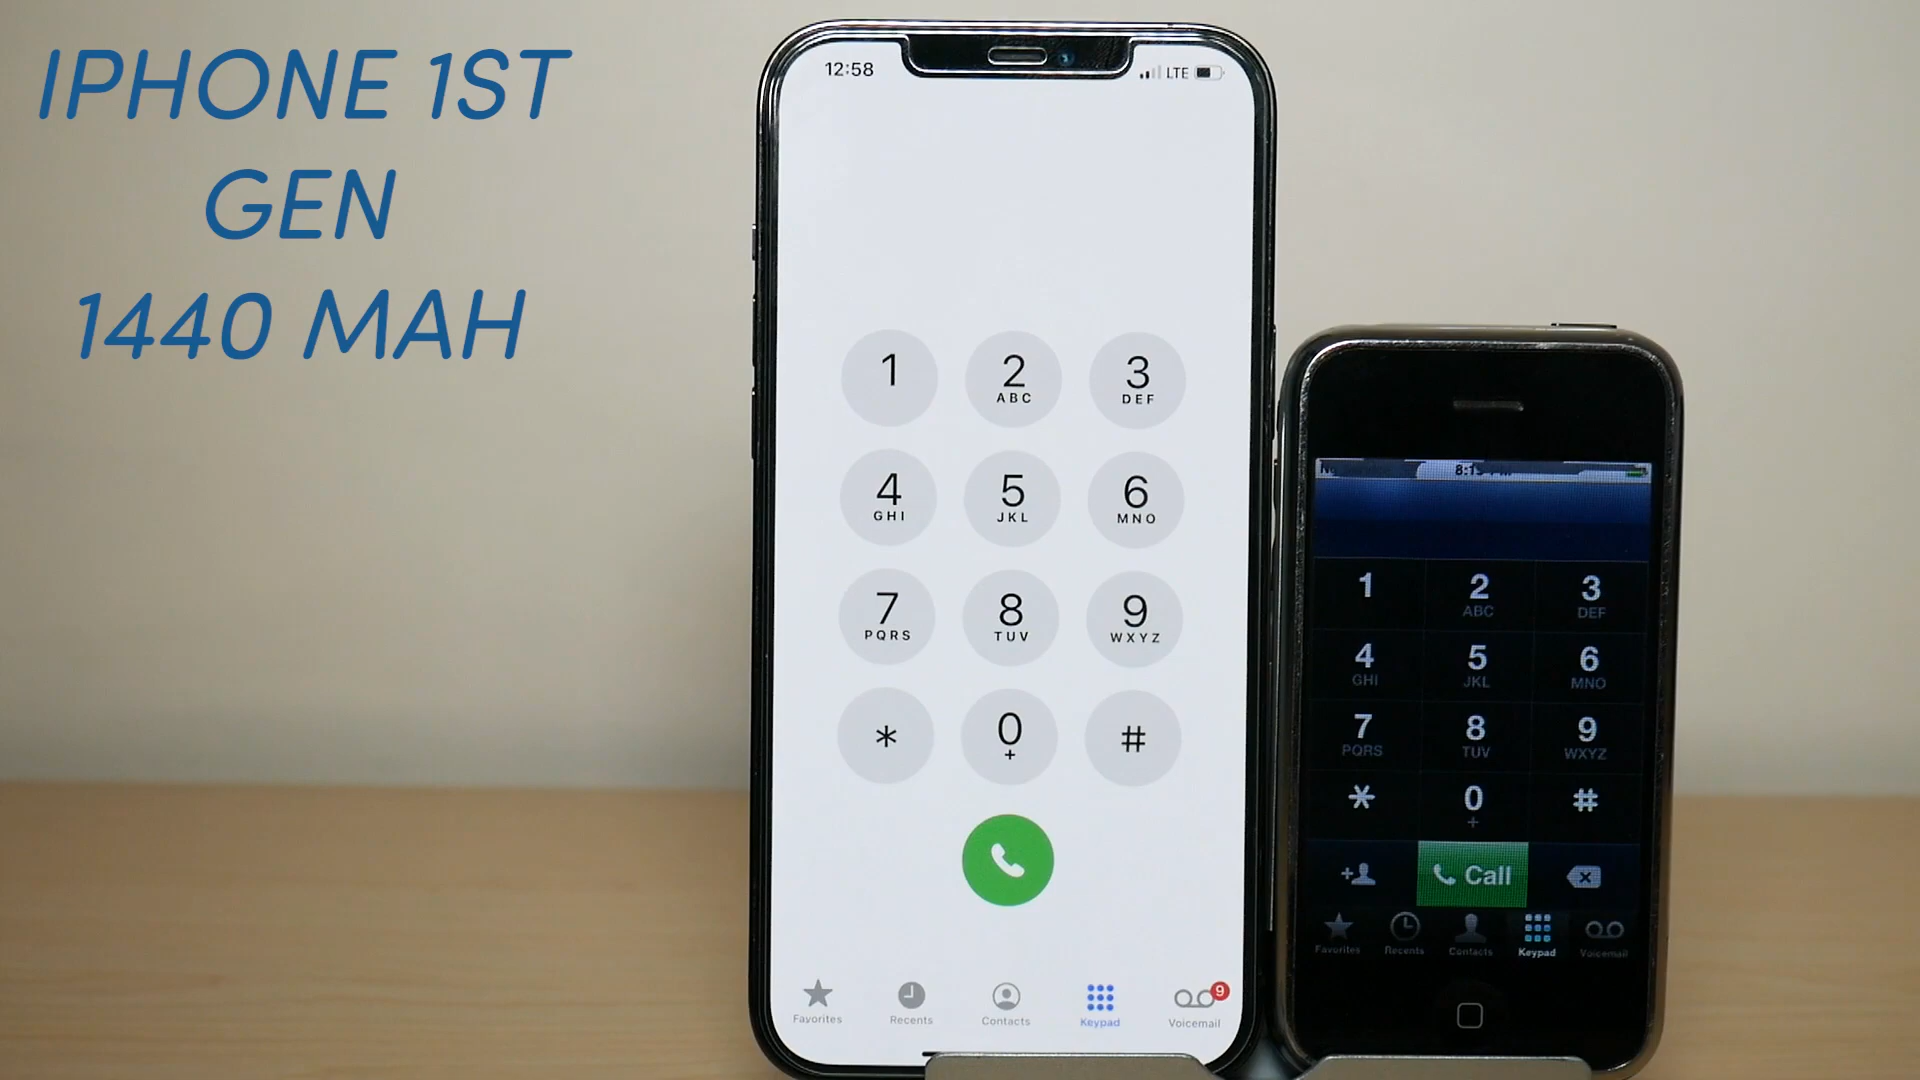 IPHONE 1ST
GEN
1440 MAH
12:58
LTE
1
2
3
ABC
DEF
4
5
6
GHI
JKL
MNO
7
8
9
PQRS
TUV
WXYZ
*
0
#
+
Favorites
Recents
Contacts
Keypad
Voicemail
9
1
2
3
ABC
DEF
4
5
6
GHI
JKL
MNO
7
8
9
PQRS
TUV
WXYZ
*
0
#
+
Call
Favorites
Recents
Contacts
Keypad
Voicemail